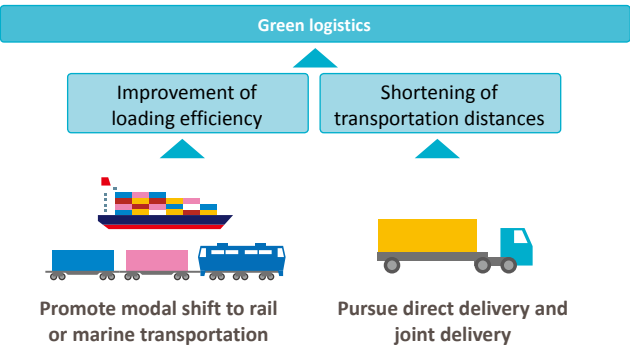 Green logistics
Improvement of
loading efficiency
Shortening of
transportation distances
Promote modal shift to rail
or marine transportation
Pursue direct delivery and
joint delivery